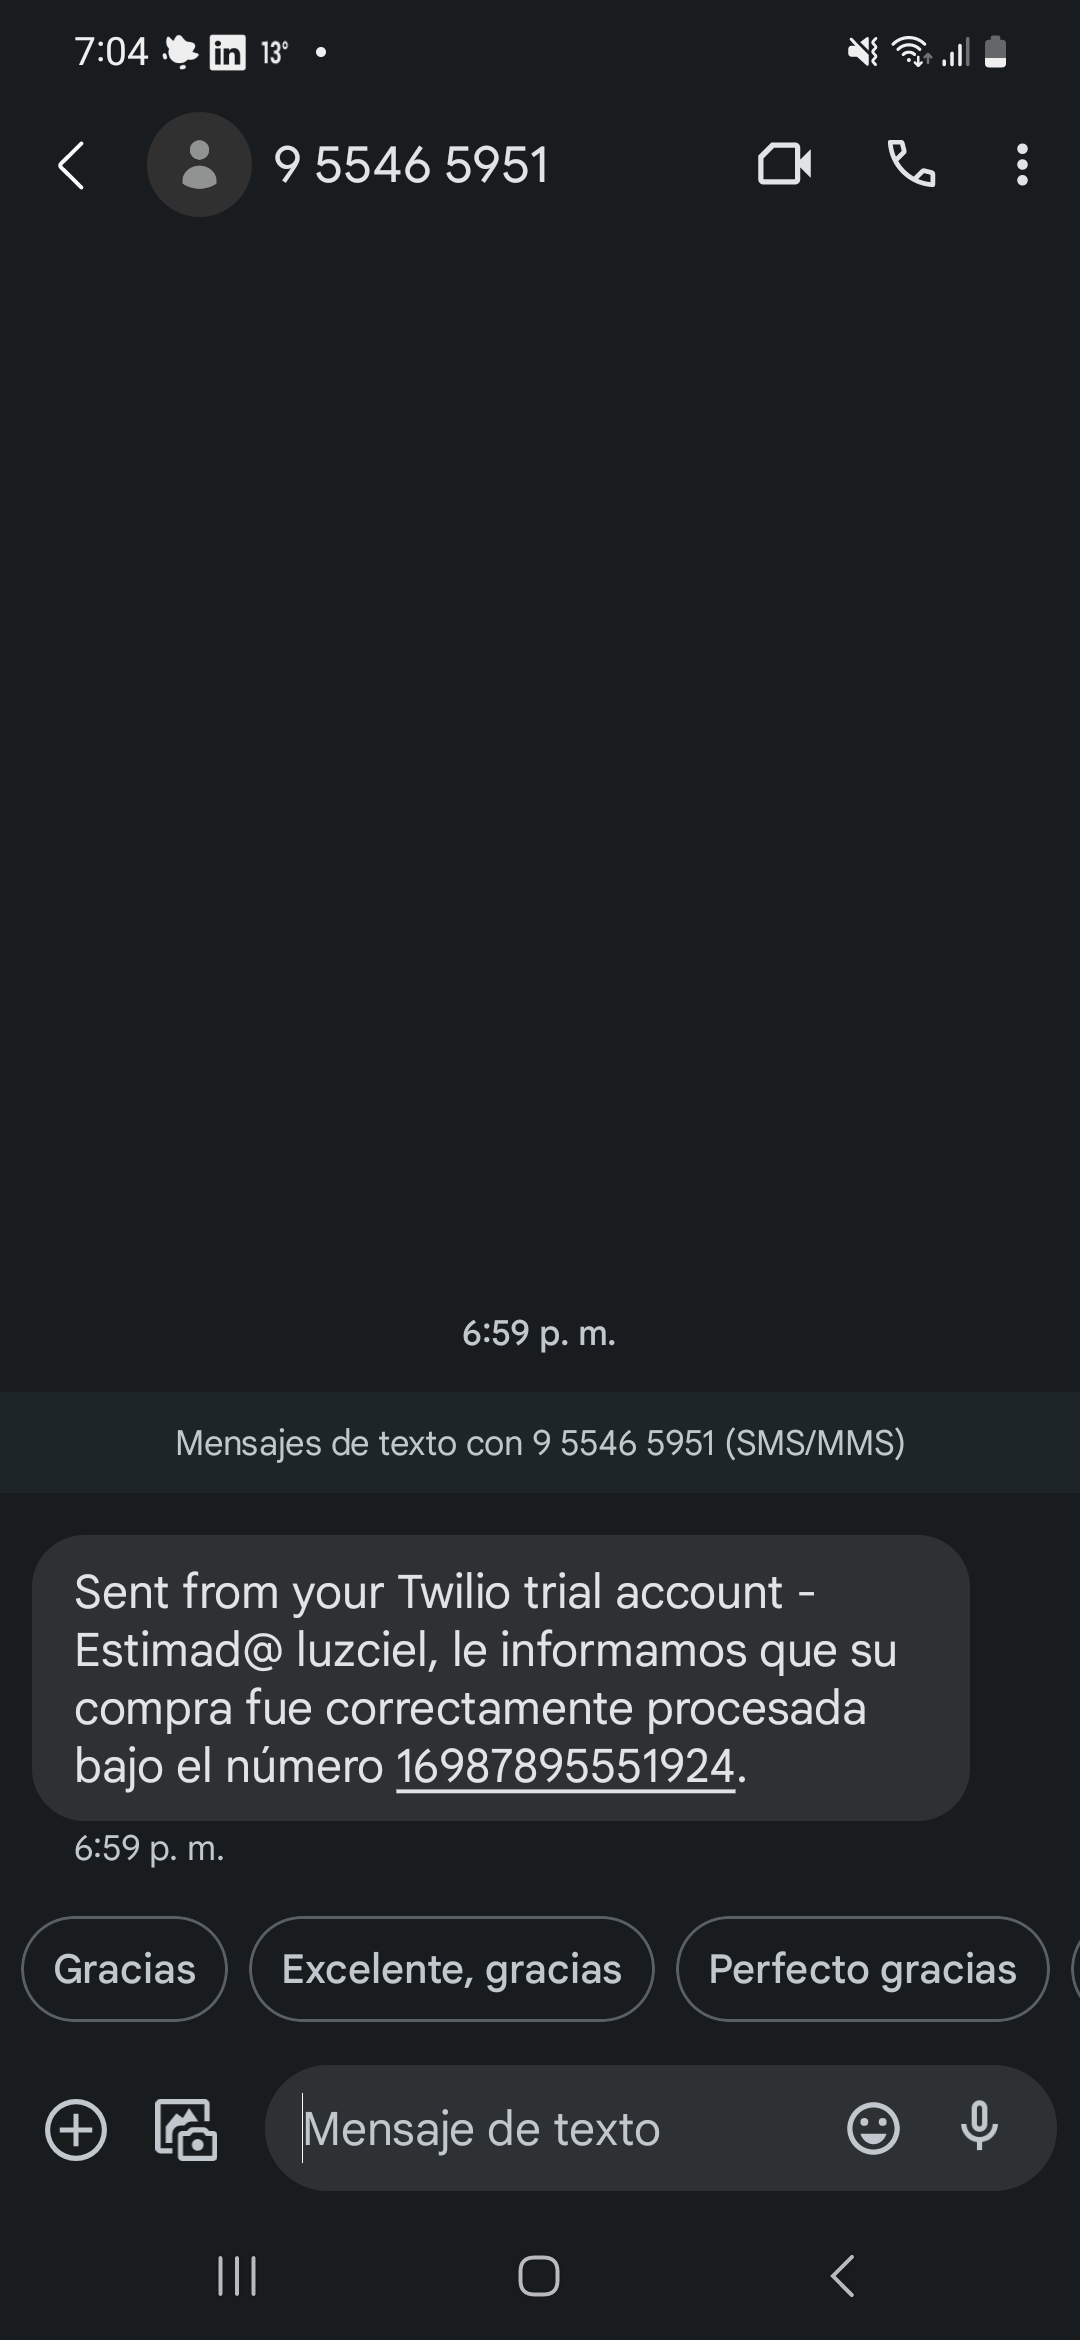 7:04 in 13°
9 5546 5951
6:59 p. m.
Mensajes de texto con 9 5546 5951 (SMS/MMS)
Sent from your Twilio trial account -
Estimad@ luzciel, le informamos que su
compra fue correctamente procesada
bajo el número 16987895551924.
6:59 p. m.
Gracias
Excelente, gracias
Perfecto gracias
Mensaje de texto